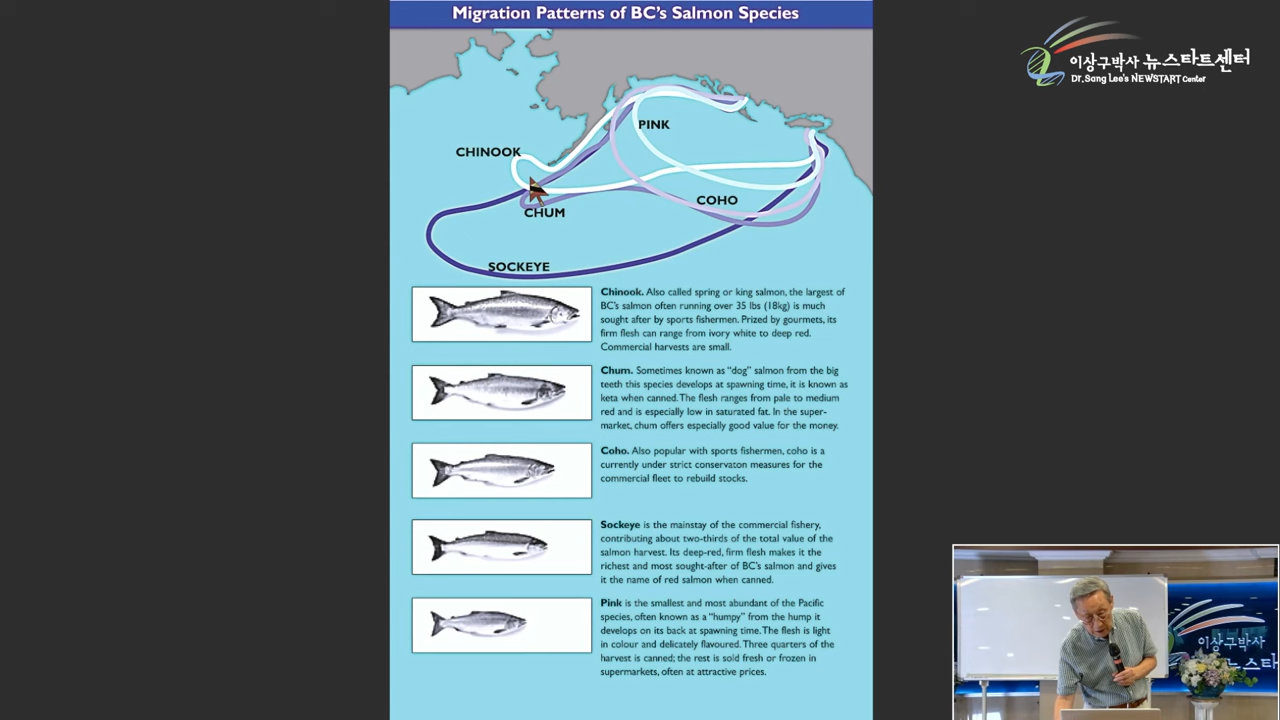 Migration Patterns of BC's Salmon Species
이상구박사 뉴스타트센터
Dr.Sang Lee's NEWSTART Center
PINK
CHINOOK
COHO
CHUM
SOCKEYE
Chinook. Also called spring or king salmon, the largest of
BC's salmon often running over 35 lbs (18kg) is much
sought after by sports fishermen. Prized by gourmets, its
firm flesh can range from ivory white to deep red.
Commercial harvests are small.
Chum. Sometimes known as "dog" salmon from the big
teeth this species develops at spawning time, it is known as
keta when canned. The flesh ranges from pale to medium
red and is especially low in saturated fat. In the super-
market, chum offers especially good value for the money.
Coho. Also popular with sports fishermen, coho is a
currently under strict conservaton measures for the
commercial fleet to rebuild stocks.
Sockeye is the mainstay of the commercial fishery,
contributing about two-thirds of the total value of the
salmon harvest. Its deep-red, firm flesh makes it the
richest and most sought-after of BC's salmon and gives
it the name of red salmon when canned.
Pink is the smallest and most abundant of the Pacific
species, often known as a "humpy" from the hump it
develops on its back at spawning time. The flesh is light
in colour and delicately flavoured. Three quarters of the
harvest is canned; the rest is sold fresh or frozen in
supermarkets, often at attractive prices.
이상구박사
뉴스타